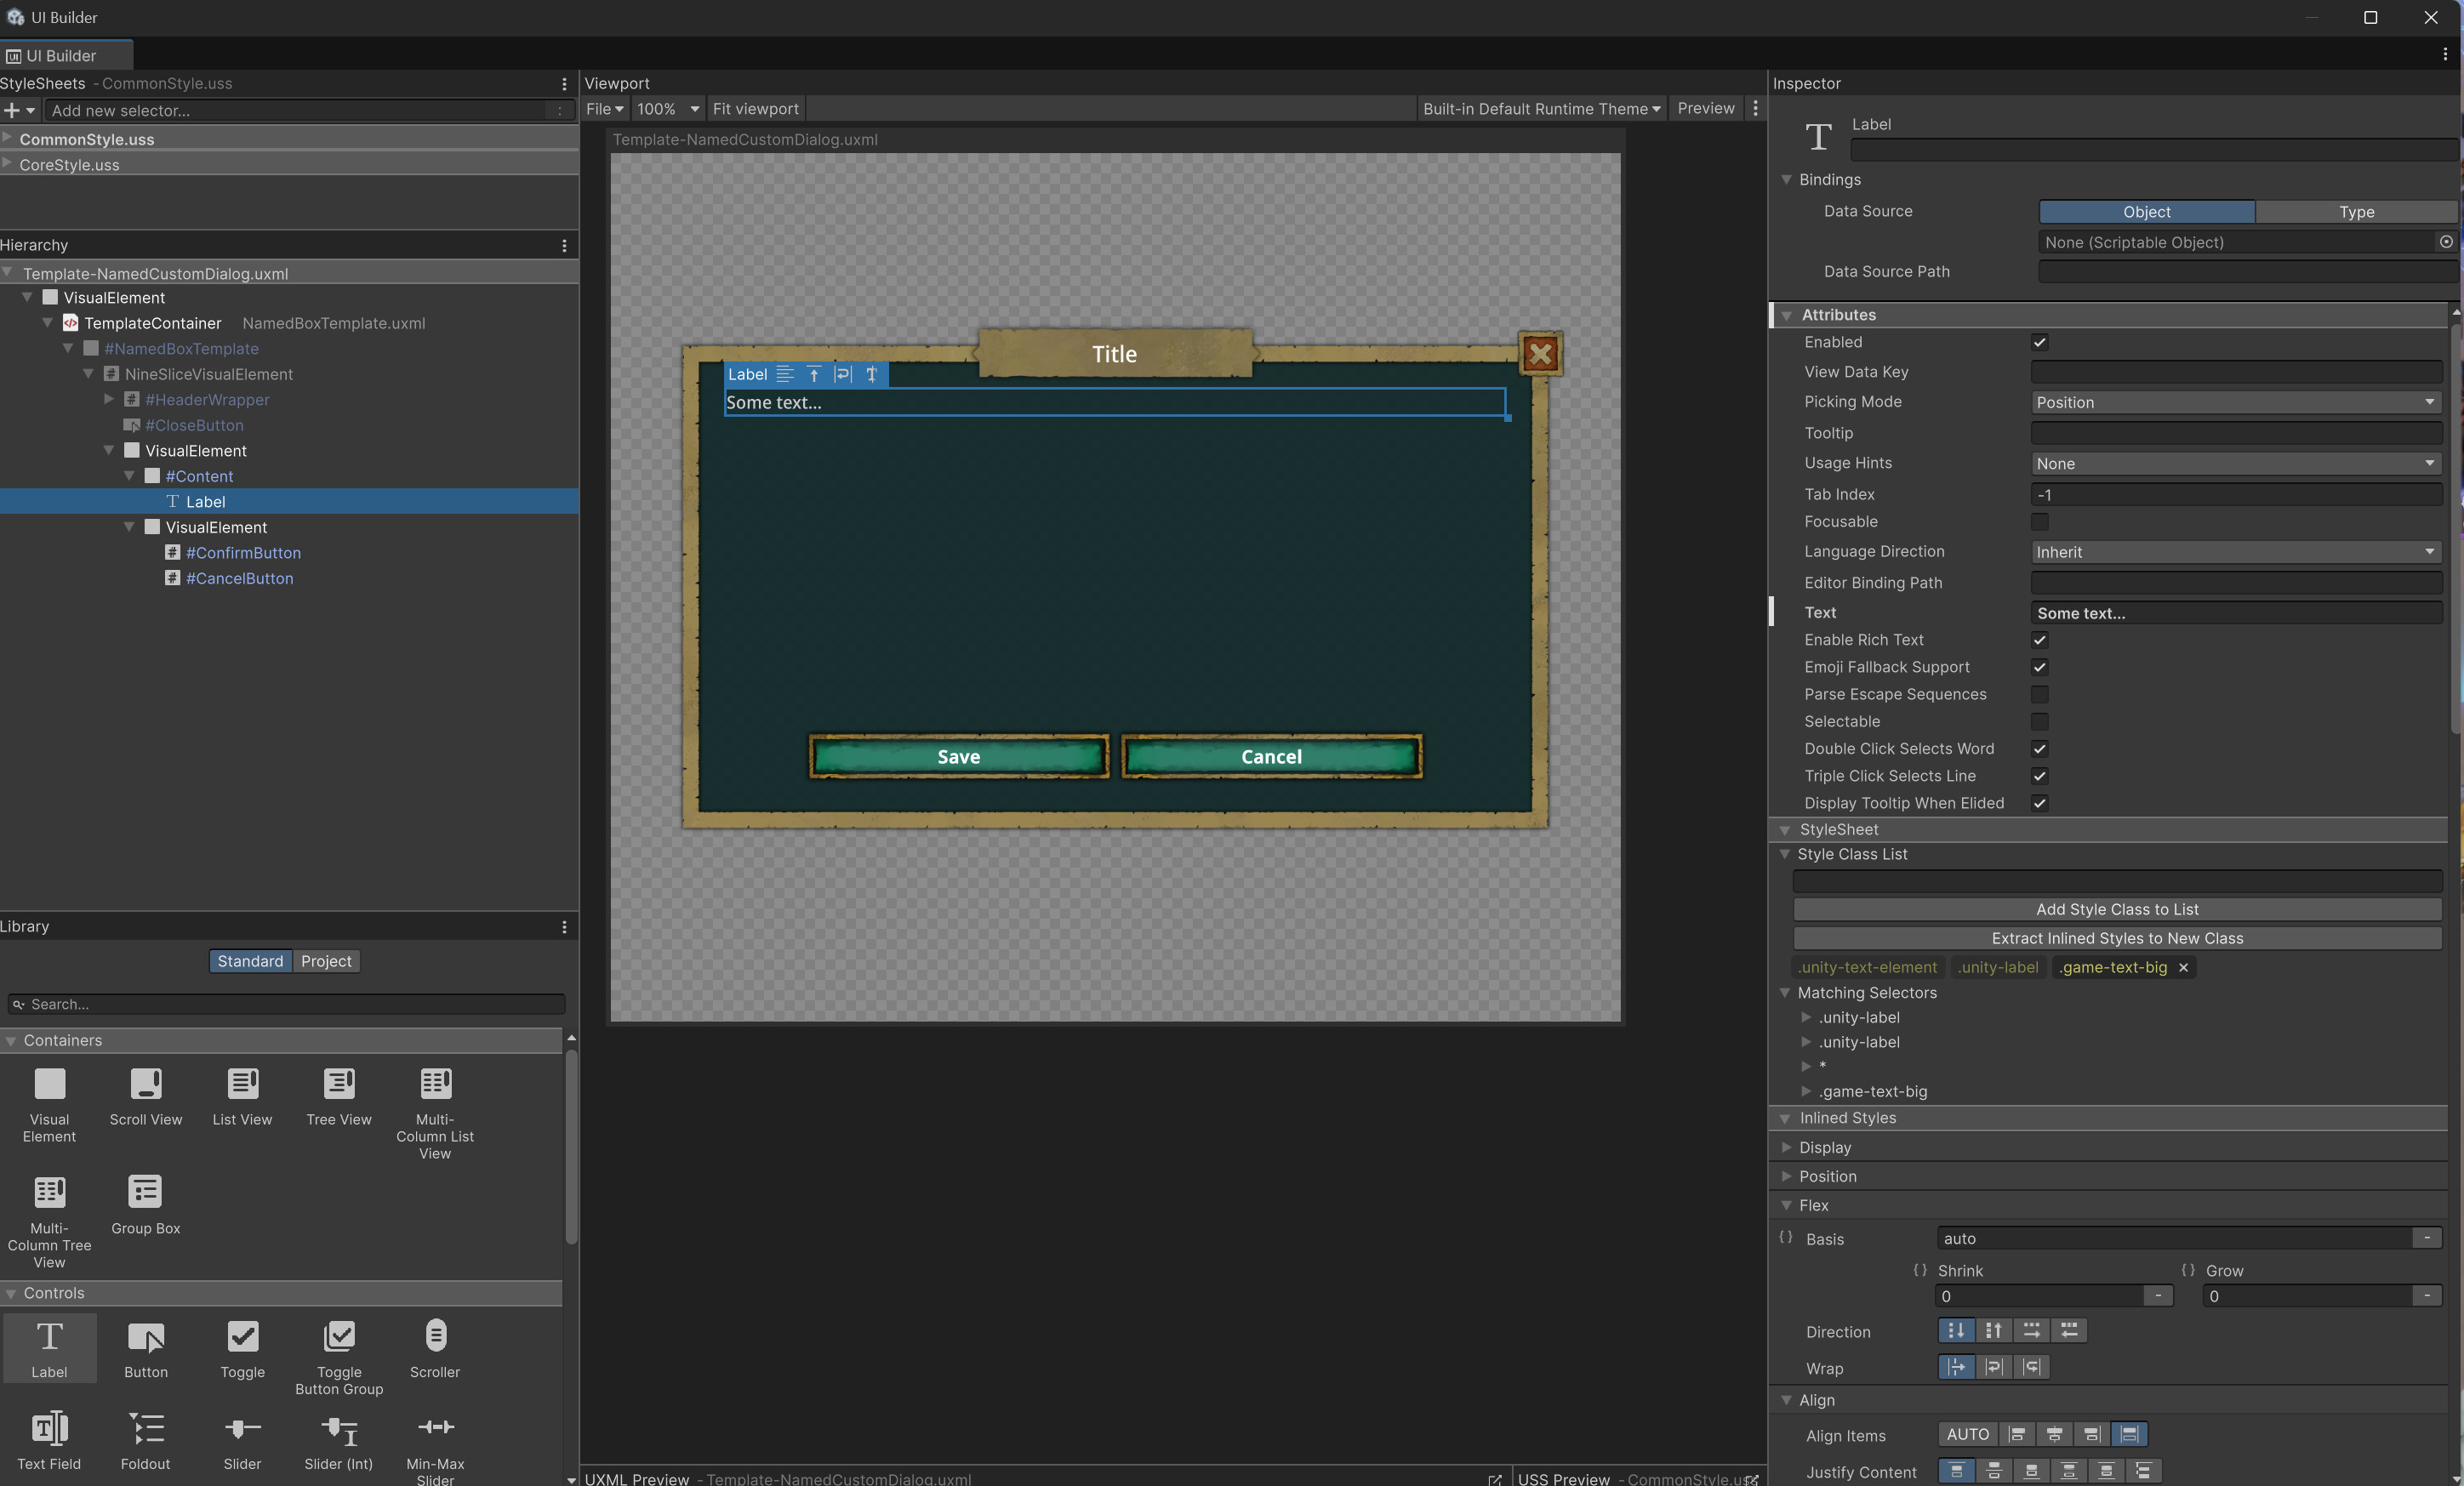 UI Builder
UI Builder
StyleSheets - CommonStyle.uss
Add new selector...
CommonStyle.uss
CoreStyle.uss
Hierarchy
Template-NamedCustomDialog.uxml
VisualElement
TemplateContainer NamedBoxTemplate.uxml
#NamedBoxTemplate
NineSliceVisualElement
#HeaderWrapper
#CloseButton
VisualElement
#Content
Label
VisualElement
#ConfirmButton
#CancelButton
Library
Standard Project
Search...
Containers
Visual Element
Scroll View
List View
Tree View
Multi-Column List View
Multi-Column Tree View
Group Box
Controls
Label
Button
Toggle
Toggle Button Group
Scroller
Text Field
Foldout
Slider
Slider (Int)
Min-Max Slider
Viewport
File 100% Fit viewport Built-in Default Runtime Theme Preview
Template-NamedCustomDialog.uxml
Title
Label
Some text...
Save Cancel
UXML Preview - Template-NamedCustomDialog.uxml
USS Preview - CommonStyle.uss
Inspector
Label
Bindings
Data Source Object Type
None (Scriptable Object)
Data Source Path
Attributes
Enabled
View Data Key
Picking Mode Position
Tooltip
Usage Hints None
Tab Index -1
Focusable
Language Direction Inherit
Editor Binding Path
Text Some text...
Enable Rich Text
Emoji Fallback Support
Parse Escape Sequences
Selectable
Double Click Selects Word
Triple Click Selects Line
Display Tooltip When Elided
StyleSheet
Style Class List
Add Style Class to List
Extract Inlined Styles to New Class
.unity-text-element .unity-label .game-text-big
Matching Selectors
.unity-label
.unity-label
*
.game-text-big
Inlined Styles
Display
Position
Flex
Basis auto -
Shrink Grow
0 - 0 -
Direction
Wrap
Align
Align Items AUTO
Justify Content